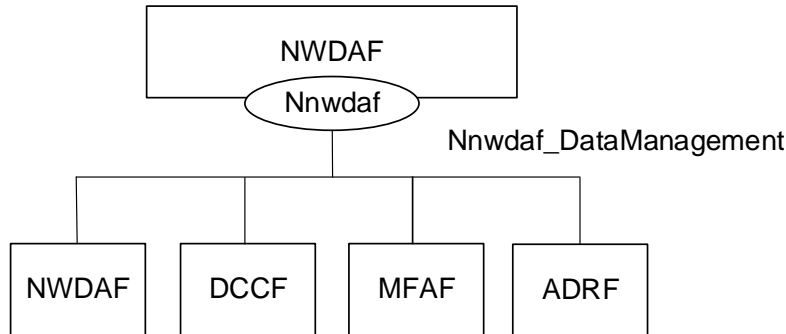 NWDAF
Nnwdaf
Nnwdaf_DataManagement
NWDAF DCCF MFAF ADRF